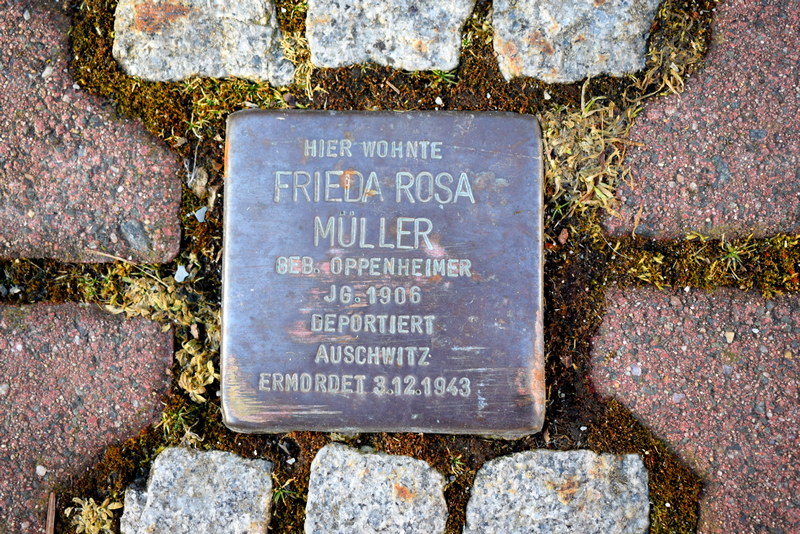 HIER WOHNTE
FRIEDA ROSA
MÜLLER
GEB. OPPENHEIMER
JG. 1906
DEPORTIERT
AUSCHWITZ
ERMORDET 3.12.1943